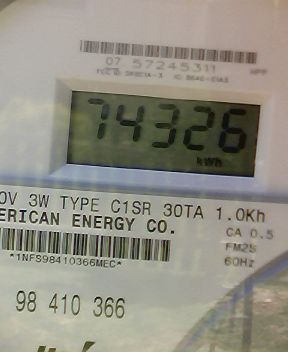 07 57245311
74326
kWh
0V 3W TYPE C1SR 30TA 1.0Kh
ERICAN ENERGY CO.
CA 0.5
FM2S
*1NFS98410366MEC*
60Hz
98 410 366